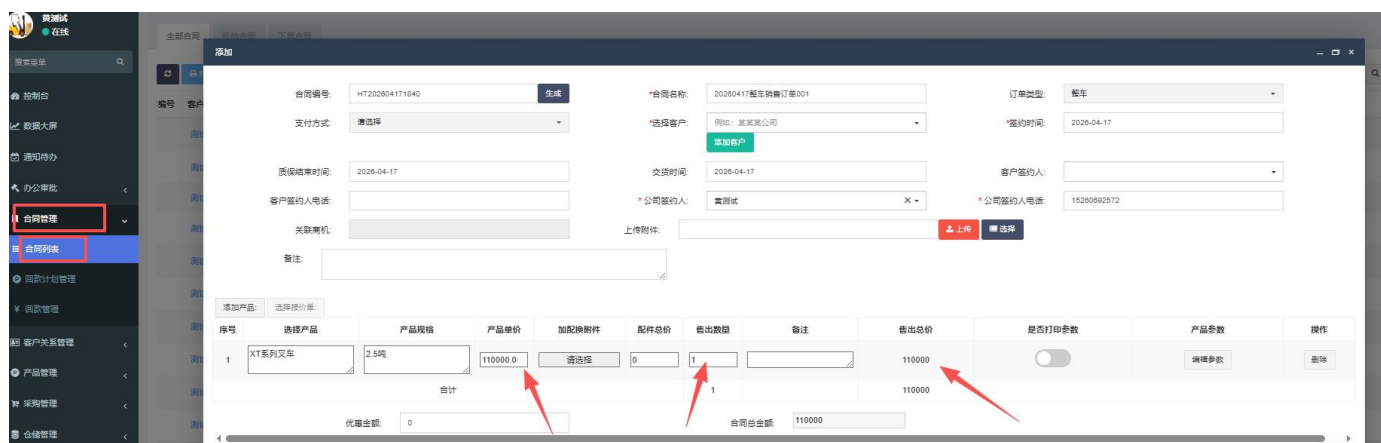 黄测试
在线
全部合同 我的合同 下属合同
搜索菜单
添加
控制台
数据大屏
通知待办
办公审批
合同管理
合同列表
回款计划管理
回款管理
客户关系管理
产品管理
采购管理
仓储管理
编号 客户
合同编号: HT202604171840 生成 *合同名称: 20260417整车销售订单001 订单类型: 整车
支付方式: 请选择 *选择客户: 例如：某某某公司 *签约时间: 2026-04-17
添加客户
质保结束时间: 2026-04-17 交货时间: 2026-04-17 客户签约人:
客户签约人电话: *公司签约人: 黄测试 *公司签约人电话: 15260692572
关联商机: 上传附件: 上传 选择
备注:
添加产品: 选择报价单:
序号 选择产品 产品规格 产品单价 加配换附件 配件总价 售出数量 备注 售出总价 是否打印参数 产品参数 操作
1 XT系列叉车 2.5吨 110000.0 请选择 0 1 110000 编辑参数 删除
合计 1 110000
优惠金额: 0 合同总金额: 110000